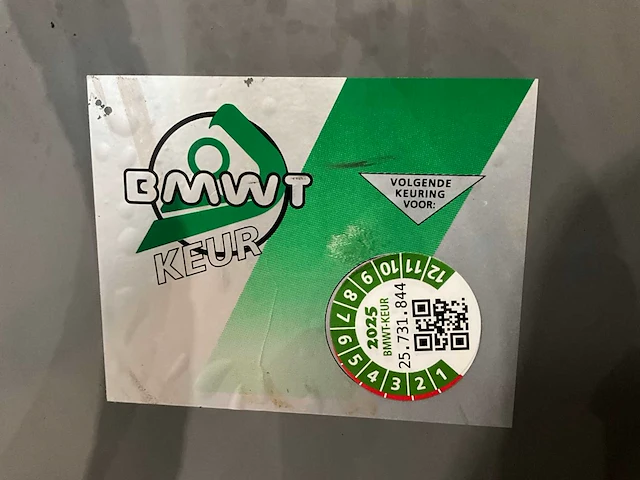 BMWT
KEUR
VOLGENDE
KEURING
VOOR:
1 2 3 4 5 6 7 8 9 10 11 12
2025
BMWT-KEUR
25.731.844